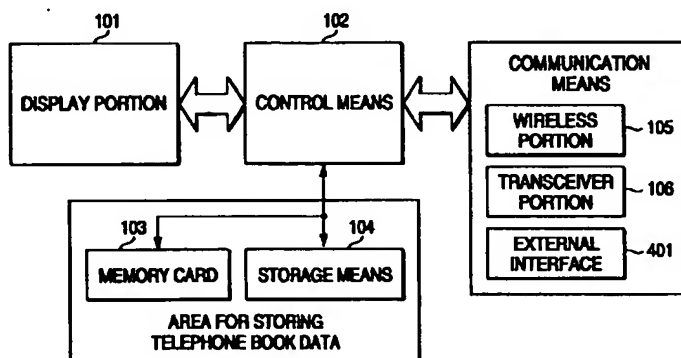 101
102
DISPLAY PORTION
CONTROL MEANS
COMMUNICATION
MEANS
WIRELESS
PORTION
105
TRANSCEIVER
PORTION
106
EXTERNAL
INTERFACE
401
103
104
MEMORY CARD
STORAGE MEANS
AREA FOR STORING
TELEPHONE BOOK DATA